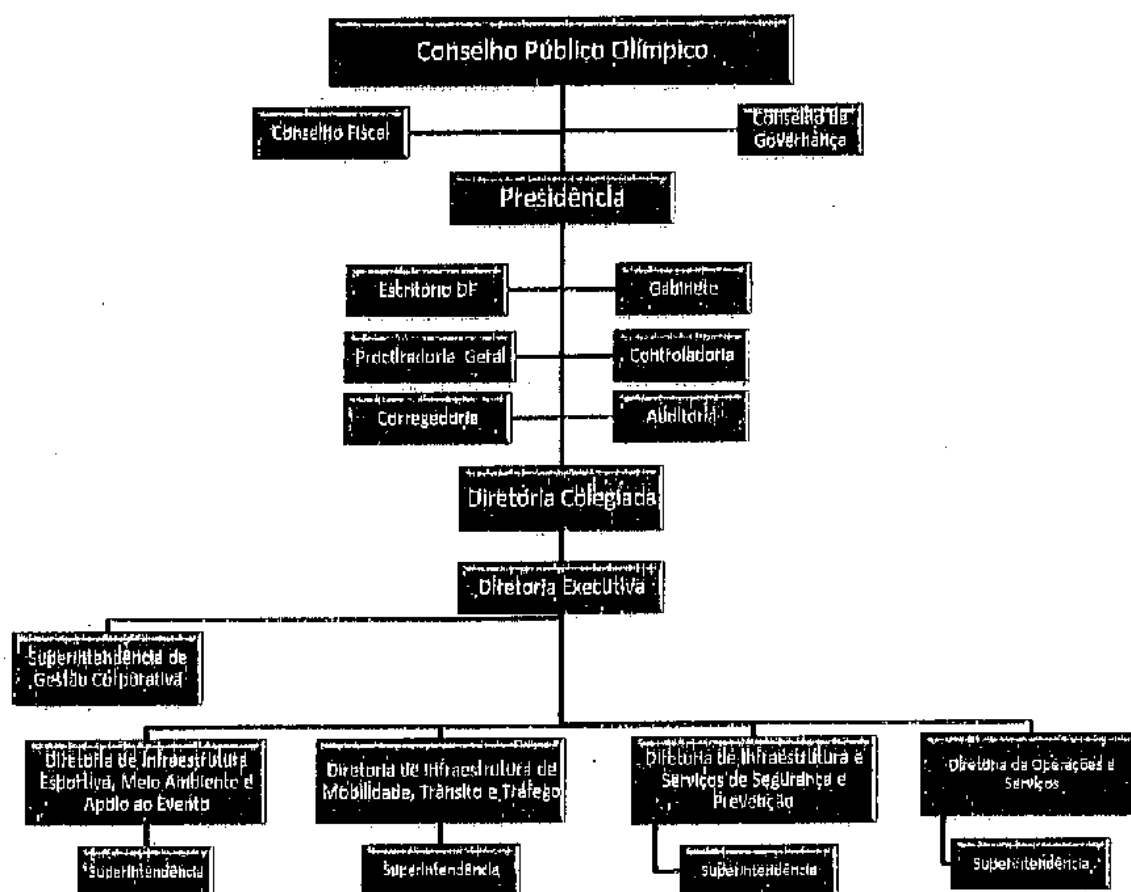 Conselho Público Olímpico
Conselho Fiscal
Conselho de
Governança
Presidência
Escritório DF
Gabinete
Procuradoria Geral
Controladoria
Corregedoria
Auditoria
Diretória Colegiada
Diretoria Executiva
Superintendência de
Gestão Corporativa
Diretoria de Infraestrutura
Esportiva, Meio Ambiente e
Apoio ao Evento
Diretoria de Infraestrutura de
Mobilidade, Trânsito e Tráfego
Diretoria de Infraestrutura e
Serviços de Segurança e
Prevenção
Diretoria de Operações e
Serviços
Superintendência
Superintendência
Superintendência
Superintendência